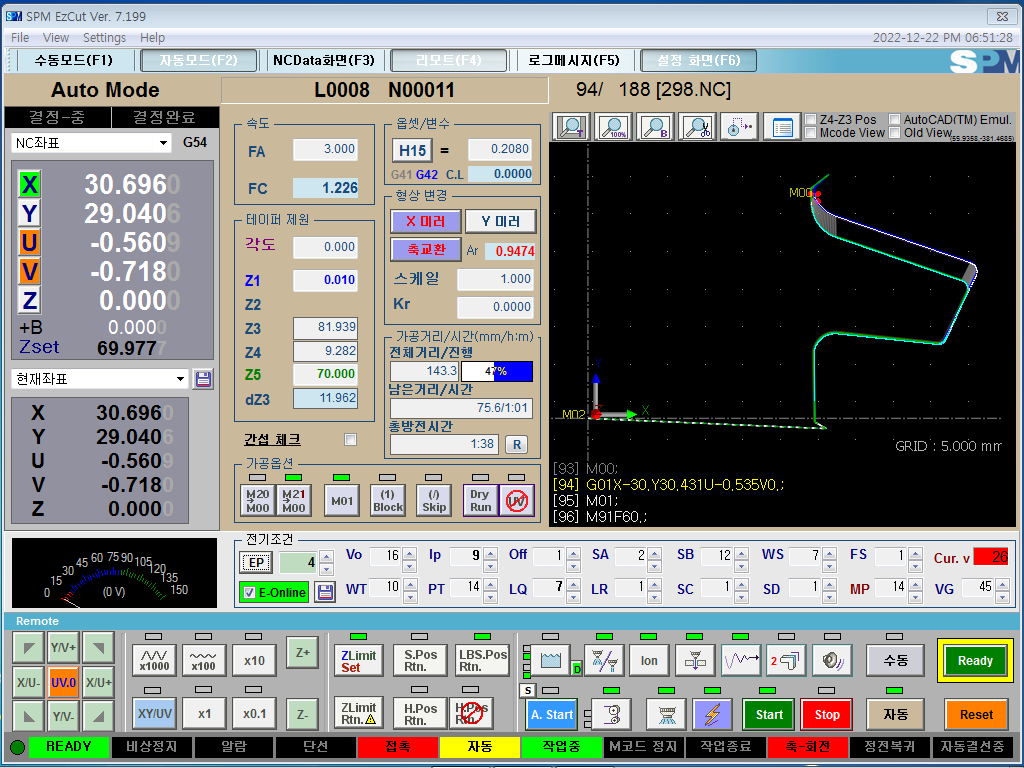 SPM EzCut Ver. 7.199
File View Settings Help
2022-12-22 PM 06:51:28
수동모드(F1) 자동모드(F2) NCData화면(F3) 리모트(F4) 로그메시지(F5) 설정 화면(F6) SPM
Auto Mode L0008 N00011 94/ 188 [298.NC]
결정-중 결정완료
NC좌표 G54
X 30.6960
Y 29.0406
U -0.5609
V -0.7180
Z 0.0000
+B 0.0000
Zset 69.9777
현재좌표
X 30.6960
Y 29.0406
U -0.5609
V -0.7180
Z 0.0000
속도
FA 3.000
FC 1.226
테이퍼 제원
각도 0.000
Z1 0.010
Z2
Z3 81.939
Z4 9.282
Z5 70.000
dZ3 11.962
간섭 체크
옵셋/변수
H15 = 0.2080
G41 G42 C.L 0.0000
형상 변경
X 미러 Y 미러
축교환 Ar 0.9474
스케일 1.000
Kr 0.0000
가공거리/시간(mm/h:m)
전체거리/진행
143.3 47%
남은거리/시간
75.6/1:01
총방전시간
1:38 R
가공옵션
M20 M00 M21 M00 M01 (1) Block (/) Skip Dry Run UV
T 100% B
Z4-Z3 Pos AutoCAD(TM) Emul.
Mcode View Old View
(55.9358,-381.4685)
M00
Y
M02 X
GRID : 5.000 mm
[93] M00;
[94] G01X-30,Y30,431U-0,535V0,;
[95] M01;
[96] M91F60,;
0 15 30 45 60 75 90 105 120 135 150
(0 V)
전기조건
EP 4 Vo 16 Ip 9 Off 1 SA 2 SB 12 WS 7 FS 1 Cur. v 26
E-Online WT 10 PT 14 LQ 7 LR 1 SC 1 SD 1 MP 14 VG 45
Remote
Y/V+ x1000 x100 x10 Z+ ZLimit Set S.Pos Rtn. LBS.Pos Rtn. D Ion 2 수동 Ready
X/U- UV.0 X/U+
Y/V- XY/UV x1 x0.1 Z- ZLimit Rtn. H.Pos Rtn. H.Pos Rtn. S A. Start Start Stop 자동 Reset
READY 비상정지 알람 단선 접촉 자동 작업중 M코드 정지 작업종료 축-회전 정전복귀 자동결선중